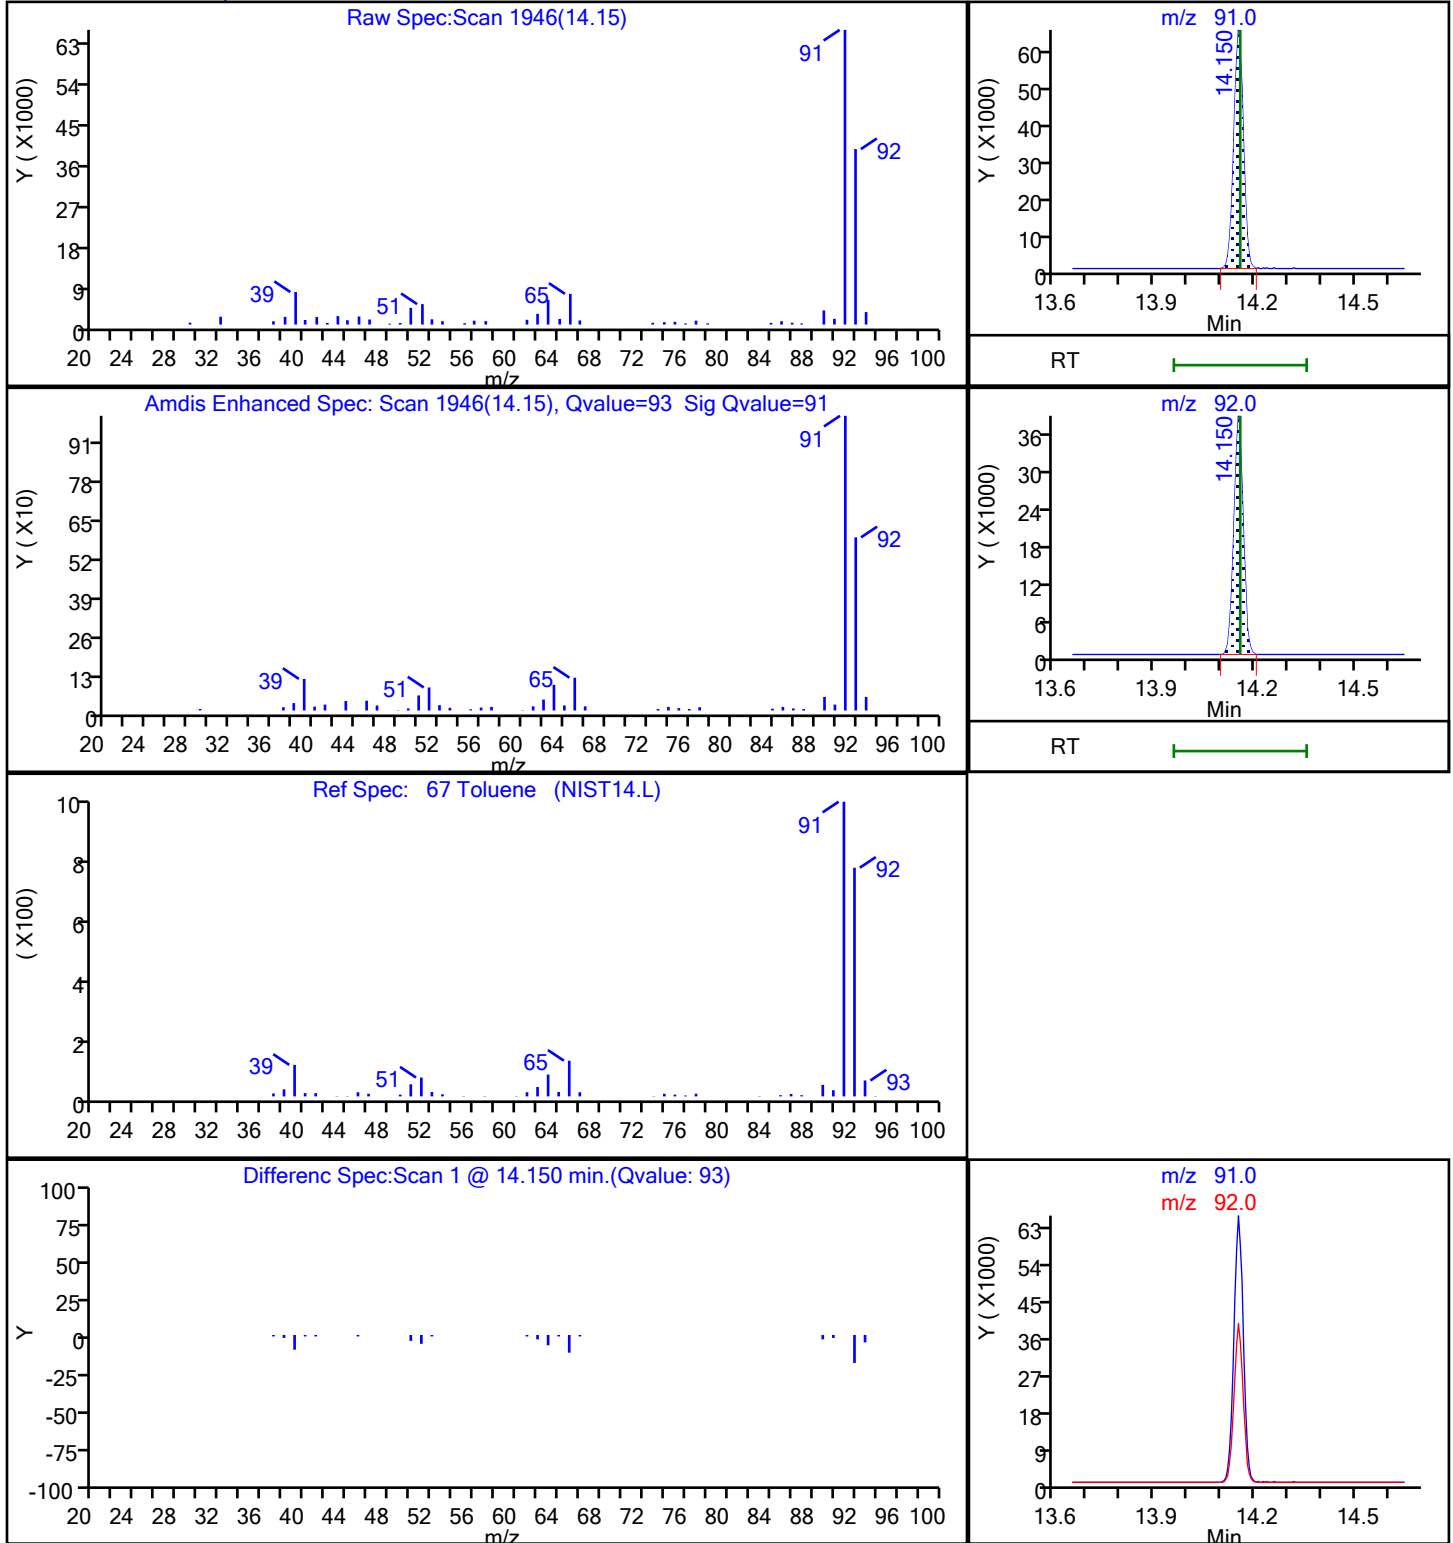 Raw Spec:Scan 1946(14.15)
Y ( X1000)
63
54
45
36
27
18
9
0
91
92
39
51
65
20 24 28 32 36 40 44 48 52 56 60 64 68 72 76 80 84 88 92 96 100
m/z
m/z 91.0
Y ( X1000)
60
50
40
30
20
10
0
14.150
13.6 13.9 14.2 14.5
Min
RT
Amdis Enhanced Spec: Scan 1946(14.15), Qvalue=93 Sig Qvalue=91
Y ( X10)
91
78
65
52
39
26
13
0
91
92
39
51
65
20 24 28 32 36 40 44 48 52 56 60 64 68 72 76 80 84 88 92 96 100
m/z
m/z 92.0
Y ( X1000)
36
30
24
18
12
6
0
14.150
13.6 13.9 14.2 14.5
Min
RT
Ref Spec: 67 Toluene (NIST14.L)
( X100)
10
8
6
4
2
0
91
92
39
51
65
93
20 24 28 32 36 40 44 48 52 56 60 64 68 72 76 80 84 88 92 96 100
Differenc Spec:Scan 1 @ 14.150 min.(Qvalue: 93)
Y
100
75
50
25
0
-25
-50
-75
-100
20 24 28 32 36 40 44 48 52 56 60 64 68 72 76 80 84 88 92 96 100
m/z
m/z 91.0
m/z 92.0
Y ( X1000)
63
54
45
36
27
18
9
0
13.6 13.9 14.2 14.5
Min